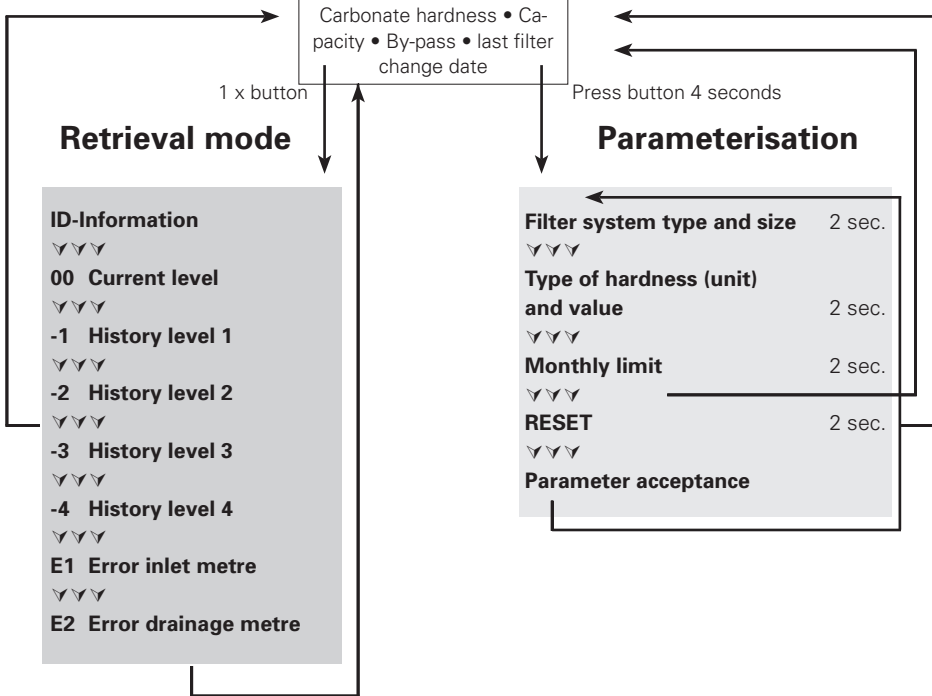 Carbonate hardness • Ca-
pacity • By-pass • last filter
change date
1 x button
Press button 4 seconds
Retrieval mode
Parameterisation
ID-Information
00 Current level
-1 History level 1
-2 History level 2
-3 History level 3
-4 History level 4
E1 Error inlet metre
E2 Error drainage metre
Filter system type and size 2 sec.
Type of hardness (unit)
and value 2 sec.
Monthly limit 2 sec.
RESET 2 sec.
Parameter acceptance